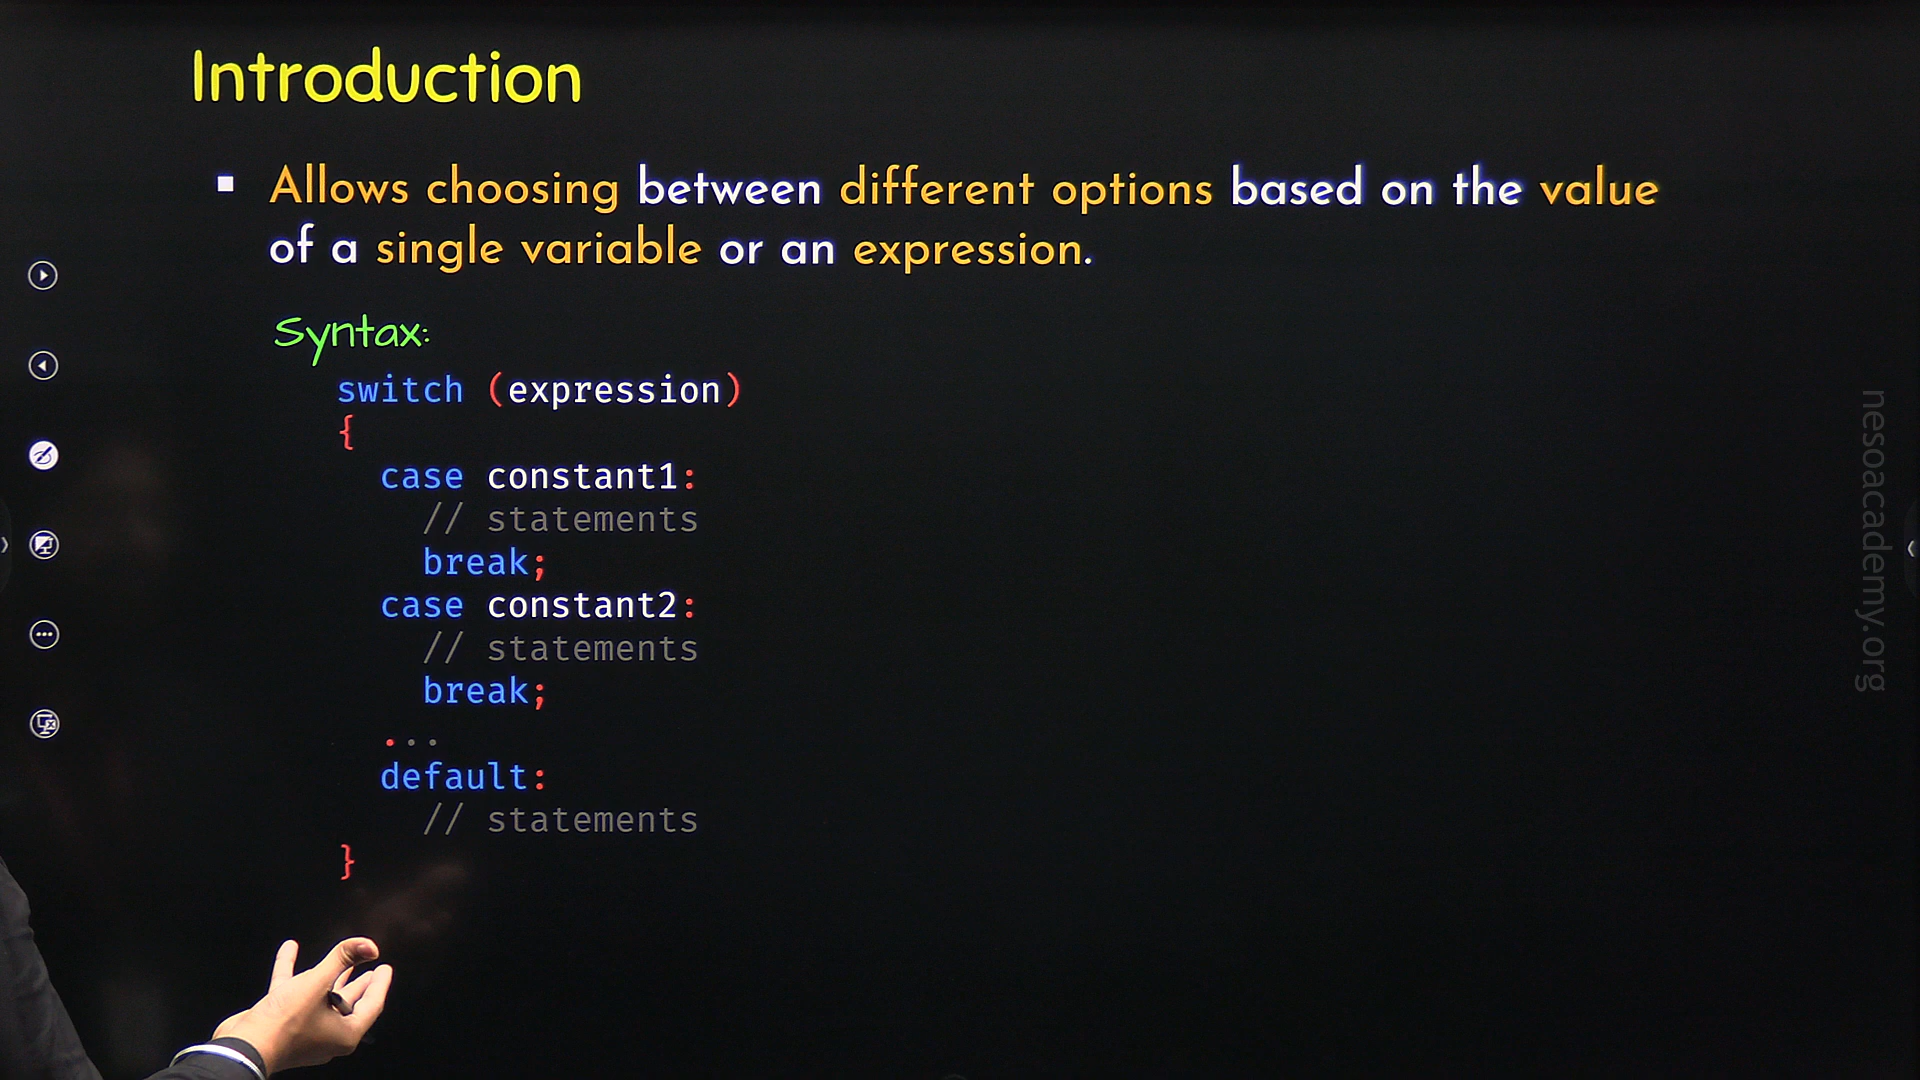 Introduction
Allows choosing between different options based on the value
of a single variable or an expression.
Syntax:
switch (expression)
{
case constant1:
// statements
break;
case constant2:
// statements
break;
...
default:
// statements
}
nesoacademy.org